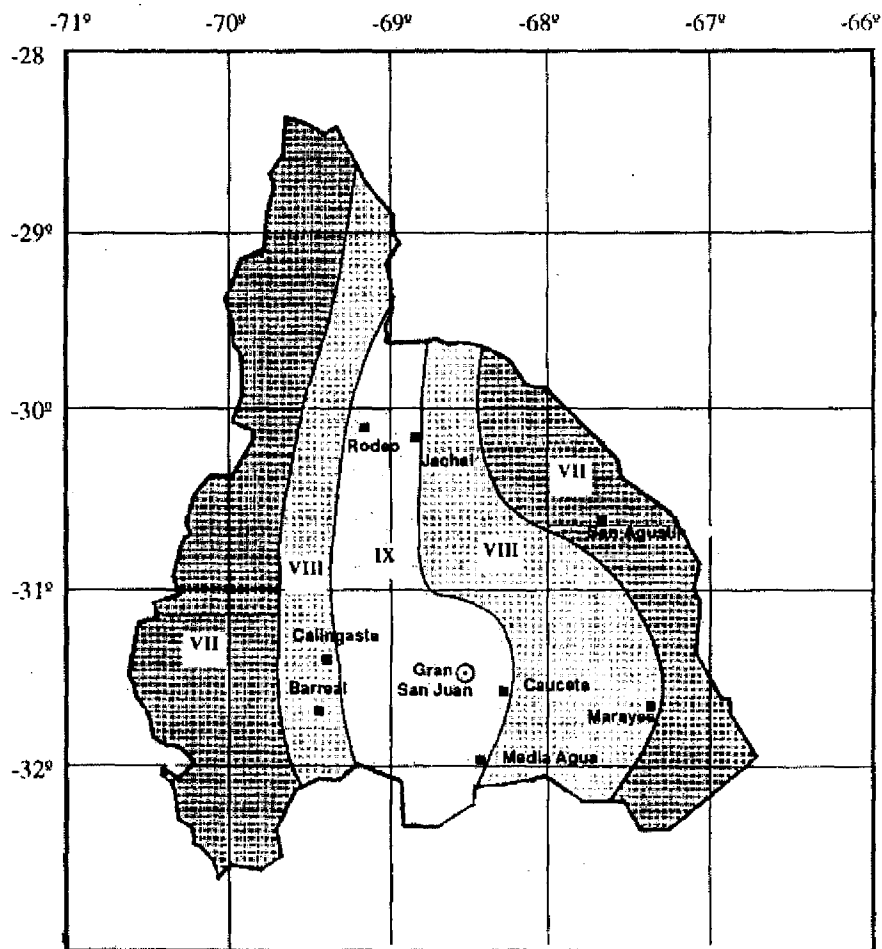 -71º -70º -69º -68º -67º -66º
-28
-29º
-30º
Rodeo
Jachal
VII
San Agustin
VIII IX VIII
-31º
Calingasta
VII
Gran
San Juan
Barreal
Caucete
Marayes
Media Agua
-32º